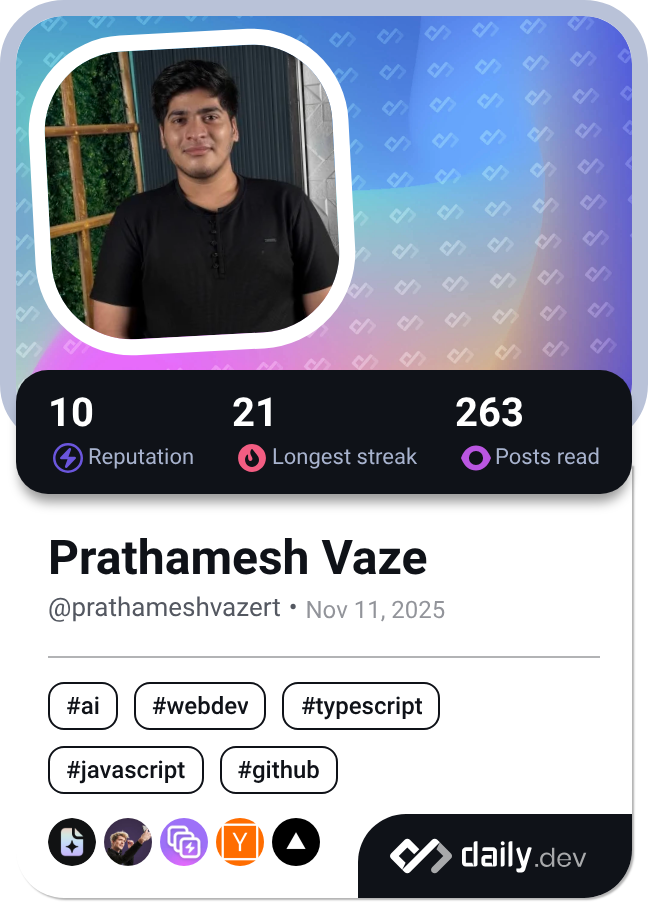 10 21 263
Reputation Longest streak Posts read
Prathamesh Vaze
@prathameshvazert • Nov 11, 2025
#ai #webdev #typescript
#javascript #github
Y
daily.dev